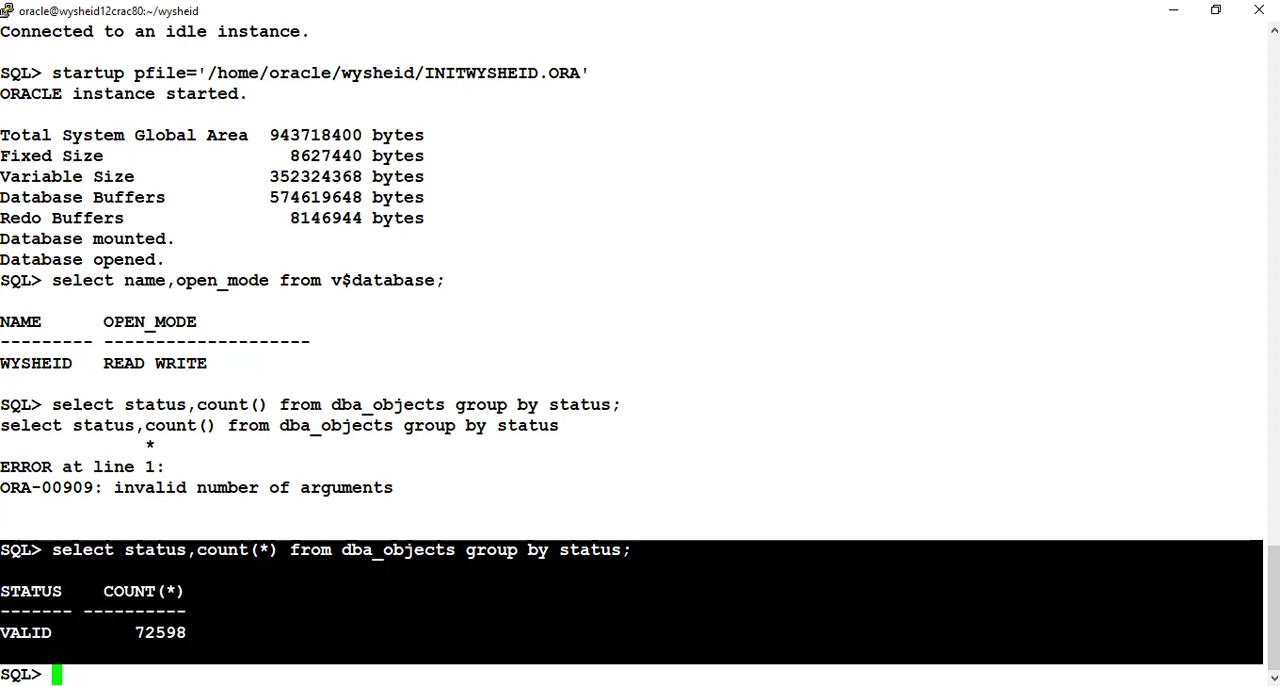 oracle@wysheid12crac80:~/wysheid
Connected to an idle instance.
SQL> startup pfile='/home/oracle/wysheid/INITWYSHEID.ORA'
ORACLE instance started.
Total System Global Area  943718400 bytes
Fixed Size                  8627440 bytes
Variable Size             352324368 bytes
Database Buffers          574619648 bytes
Redo Buffers                8146944 bytes
Database mounted.
Database opened.
SQL> select name,open_mode from v$database;
NAME      OPEN_MODE
--------- --------------------
WYSHEID   READ WRITE
SQL> select status,count() from dba_objects group by status;
select status,count() from dba_objects group by status
              *
ERROR at line 1:
ORA-00909: invalid number of arguments
SQL> select status,count(*) from dba_objects group by status;
STATUS    COUNT(*)
------- ----------
VALID        72598
SQL>